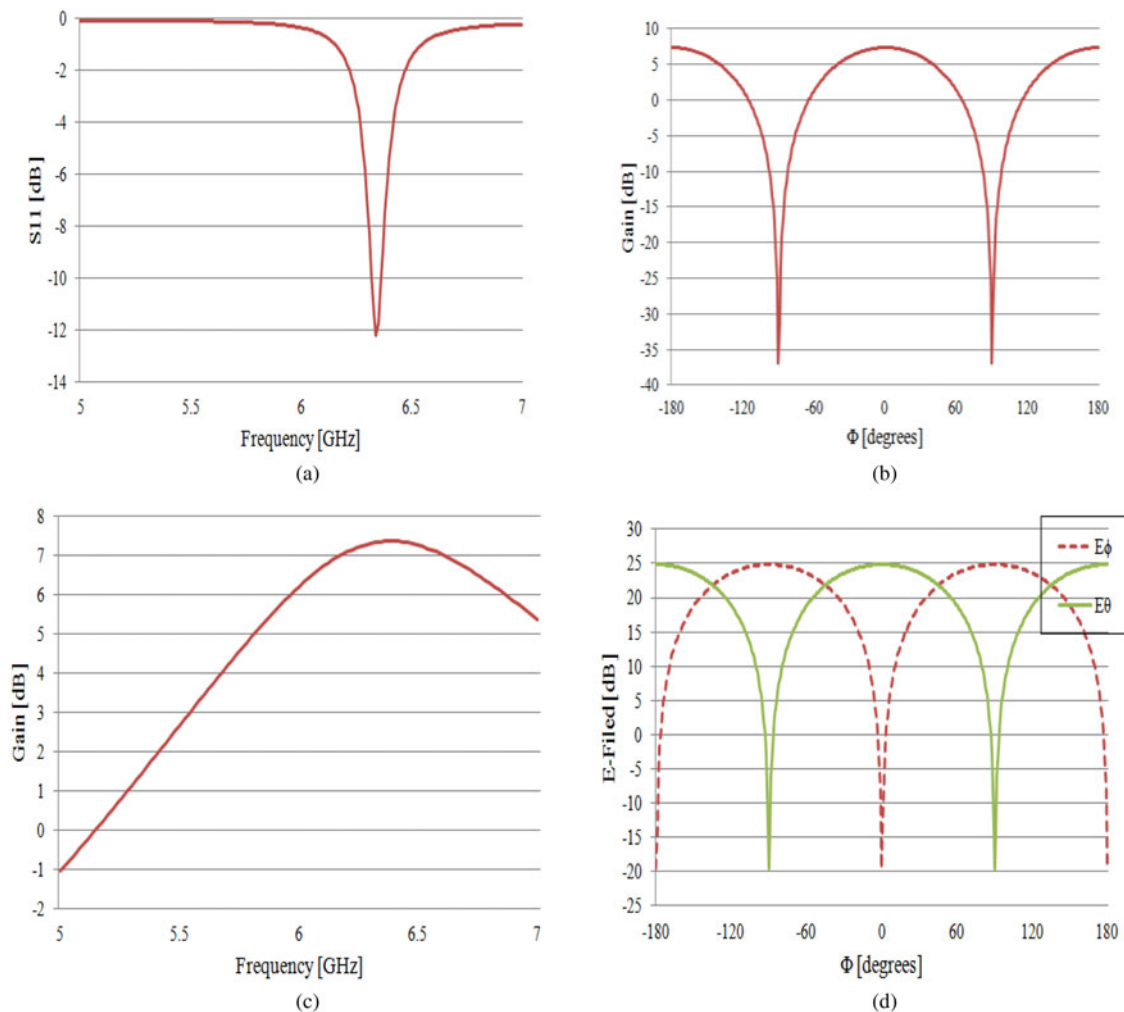 0
-2
-4
-6
-8
-10
-12
-14
S11 [dB]
5 5.5 6 6.5 7
Frequency [GHz]
(a)
10
5
0
-5
-10
-15
-20
-25
-30
-35
-40
Gain [dB]
-180 -120 -60 0 60 120 180
Φ [degrees]
(b)
8
7
6
5
4
3
2
1
0
-1
-2
Gain [dB]
5 5.5 6 6.5 7
Frequency [GHz]
(c)
30
25
20
15
10
5
0
-5
-10
-15
-20
-25
E-Filed [dB]
Eϕ
Eθ
-180 -120 -60 0 60 120 180
Φ [degrees]
(d)